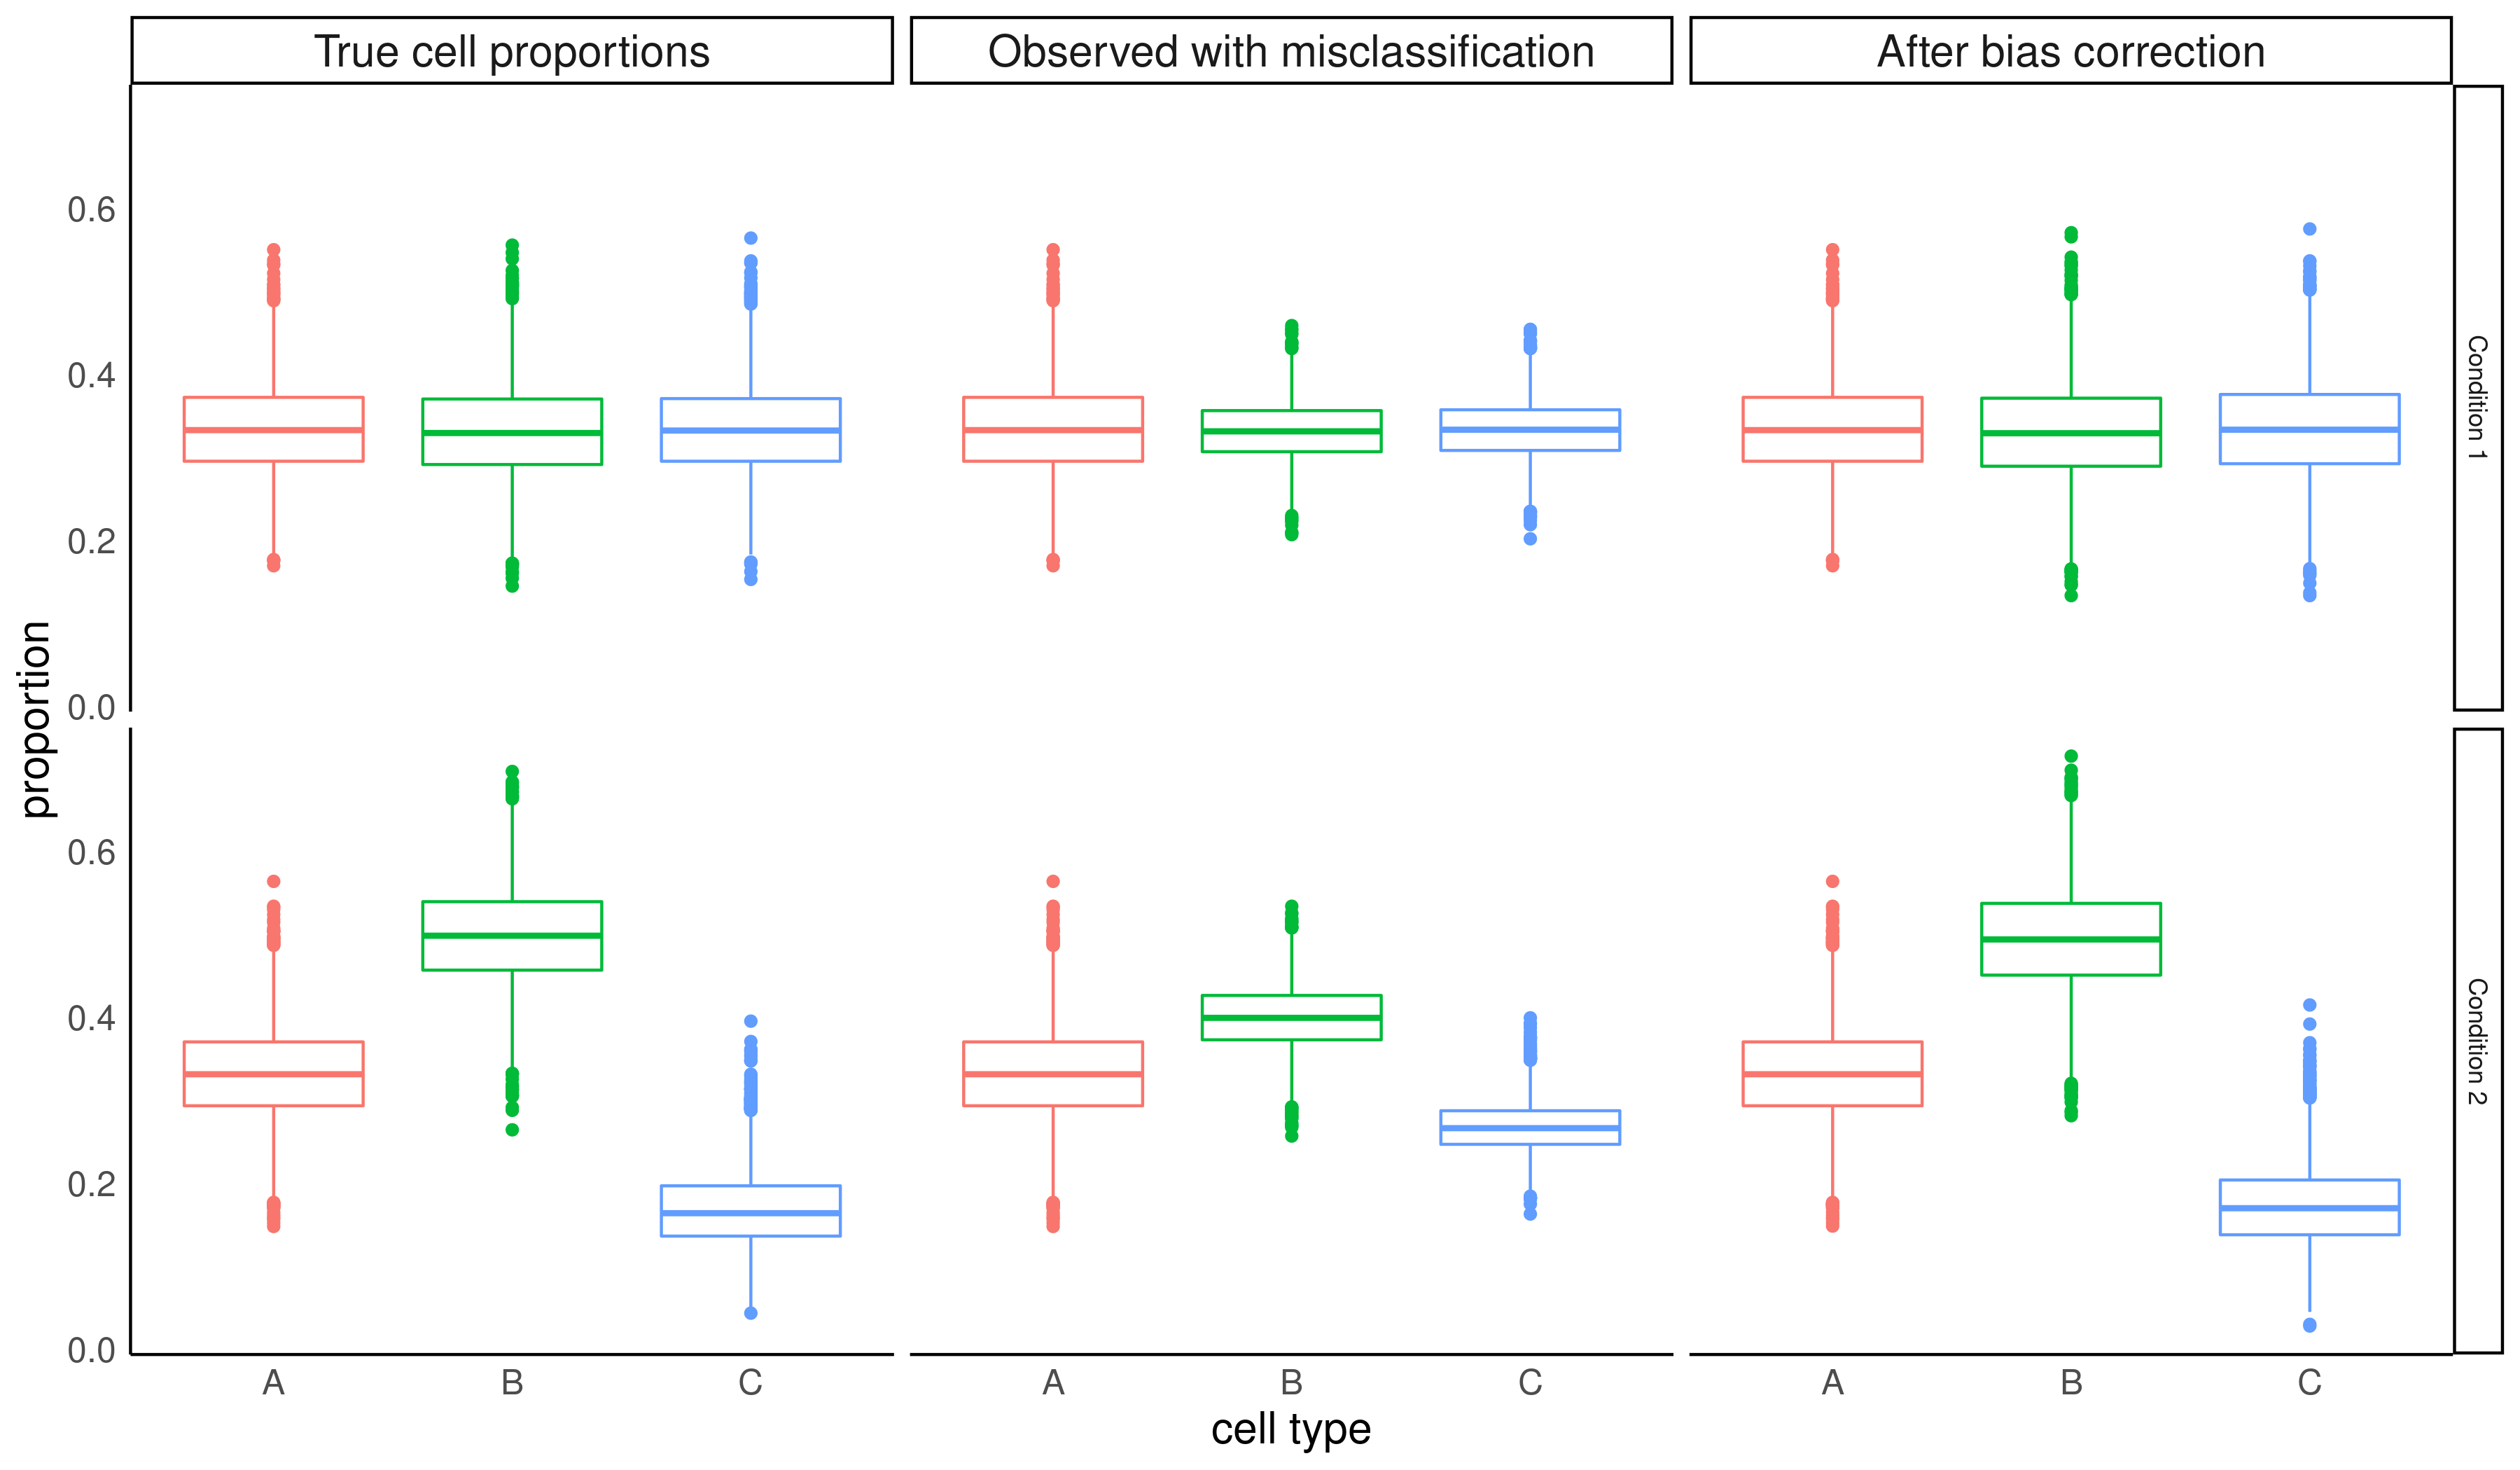 True cell proportions
Observed with misclassification
After bias correction
proportion
0.6
0.4
0.2
0.0
Condition 1
0.6
0.4
0.2
0.0
Condition 2
A
B
C
A
B
C
A
B
C
cell type